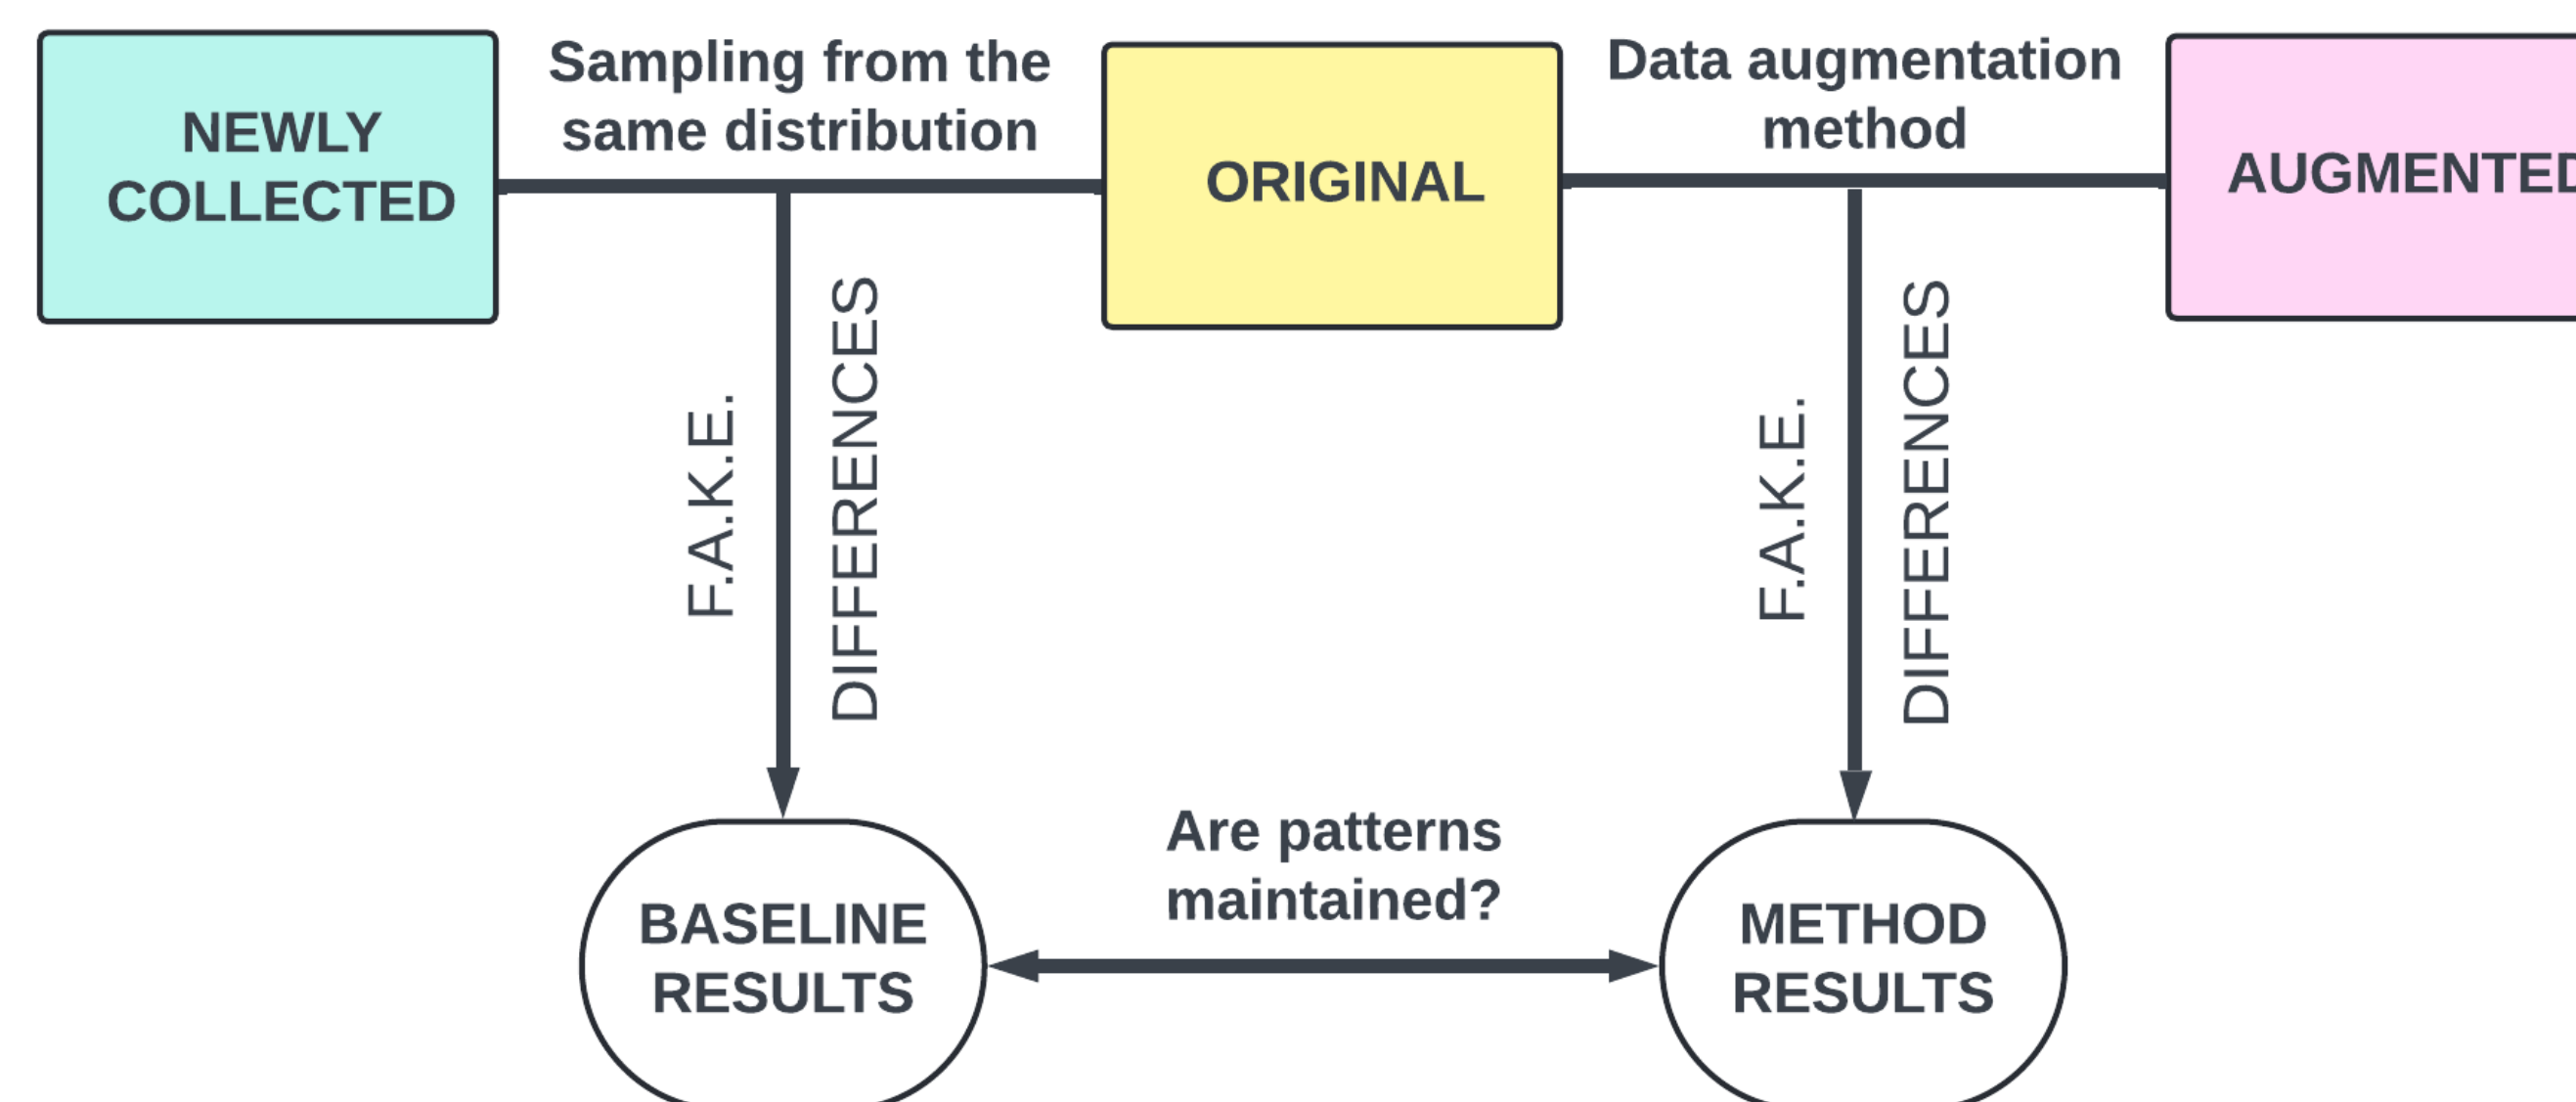 NEWLY
COLLECTED
Sampling from the
same distribution
ORIGINAL
Data augmentation
method
AUGMENTED
F.A.K.E.
DIFFERENCES
F.A.K.E.
DIFFERENCES
Are patterns
maintained?
BASELINE
RESULTS
METHOD
RESULTS